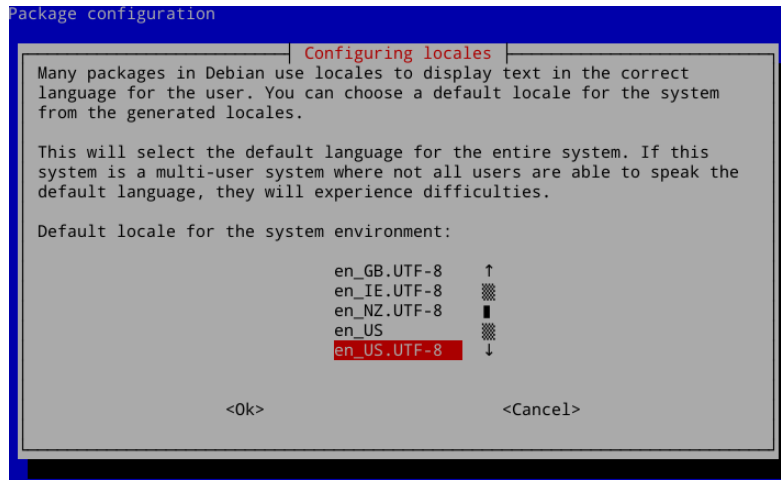 Package configuration
Configuring locales
Many packages in Debian use locales to display text in the correct
language for the user. You can choose a default locale for the system
from the generated locales.
This will select the default language for the entire system. If this
system is a multi-user system where not all users are able to speak the
default language, they will experience difficulties.
Default locale for the system environment:
en_GB.UTF-8 ↑
en_IE.UTF-8
en_NZ.UTF-8
en_US
en_US.UTF-8 ↓
<Ok> <Cancel>